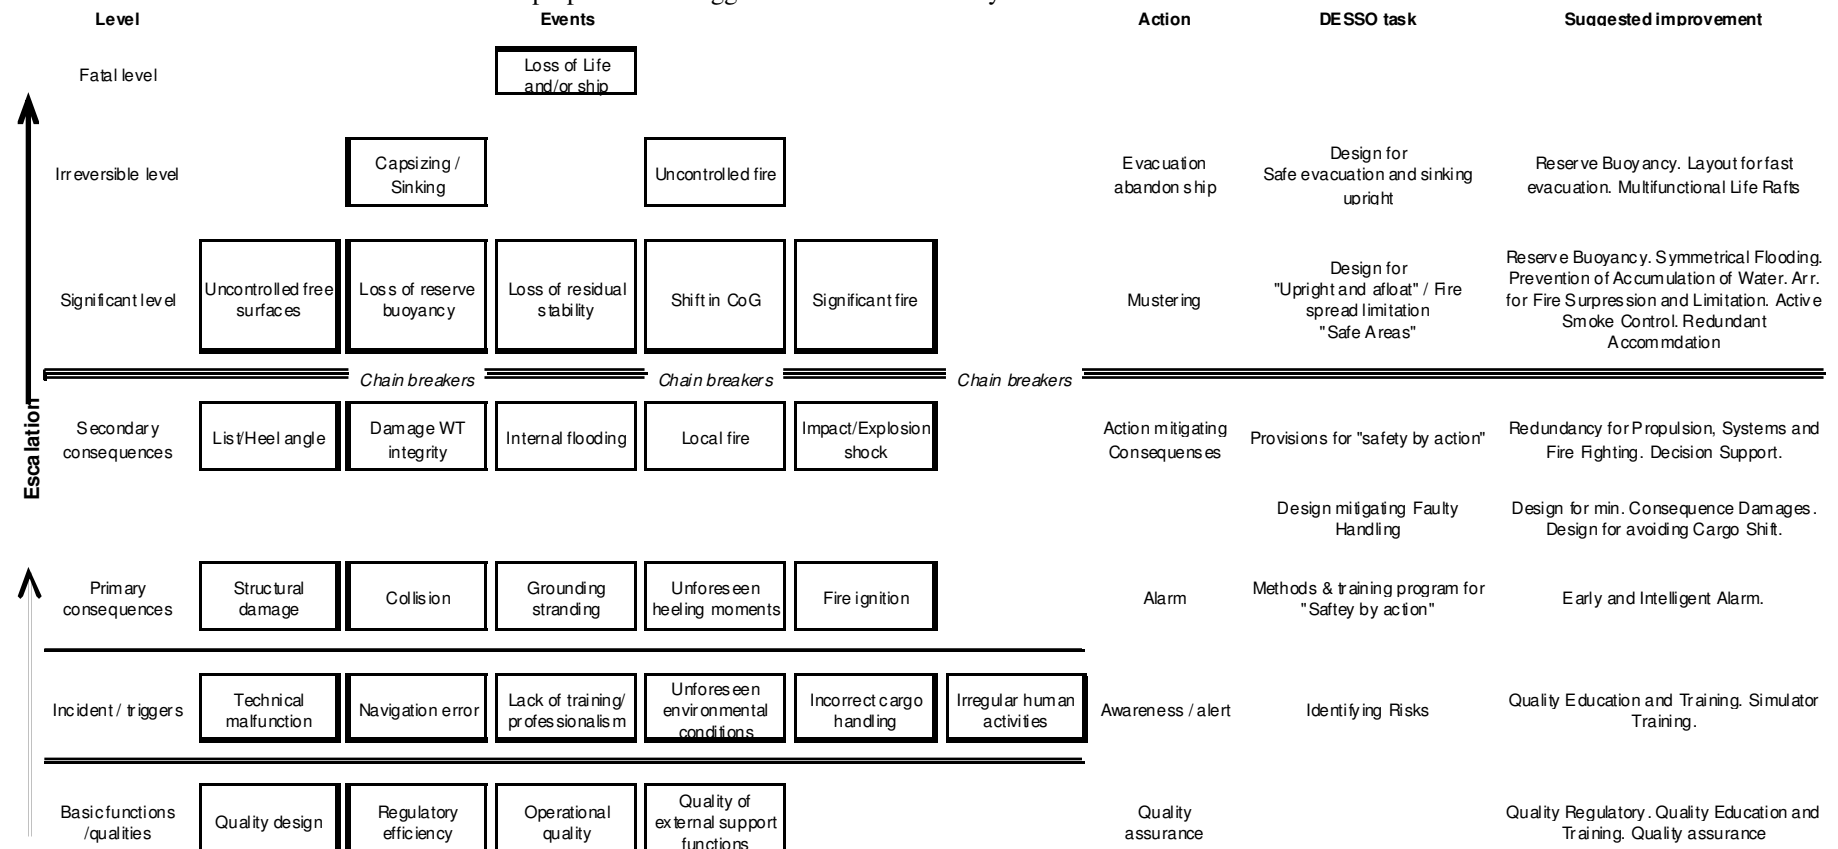 Level Events Action DESSO task Suggested improvement
Fatal level
Loss of Life
and/or ship
Irreversible level
Capsizing /
Sinking
Uncontrolled fire
Evacuation
abandon ship
Design for
Safe evacuation and sinking
upright
Reserve Buoyancy. Layout for fast
evacuation. Multifunctional Life Rafts
Significant level
Uncontrolled free
surfaces
Loss of reserve
buoyancy
Loss of residual
stability
Shift in CoG
Significant fire
Mustering
Design for
"Upright and afloat" / Fire
spread limitation
"Safe Areas"
Reserve Buoyancy. Symmetrical Flooding.
Prevention of Accumulation of Water. Arr.
for Fire Surpression and Limitation. Active
Smoke Control. Redundant
Accommdation
Chain breakers Chain breakers Chain breakers
Escalation
Secondary
consequences
List/Heel angle
Damage WT
integrity
Internal flooding
Local fire
Impact/Explosion
shock
Action mitigating
Consequenses
Provisions for "safety by action"
Redundancy for Propulsion, Systems and
Fire Fighting. Decision Support.
Design mitigating Faulty
Handling
Design for min. Consequence Damages.
Design for avoiding Cargo Shift.
Primary
consequences
Structural
damage
Collision
Grounding
stranding
Unforeseen
heeling moments
Fire ignition
Alarm
Methods & training program for
"Saftey by action"
Early and Intelligent Alarm.
Incident / triggers
Technical
malfunction
Navigation error
Lack of training/
professionalism
Unforeseen
environmental
conditions
Incorrect cargo
handling
Irregular human
activities
Awareness / alert
Identifying Risks
Quality Education and Training. Simulator
Training.
Basic functions
/qualities
Quality design
Regulatory
efficiency
Operational
quality
Quality of
external support
functions
Quality
assurance
Quality Regulatory. Quality Education and
Training. Quality assurance